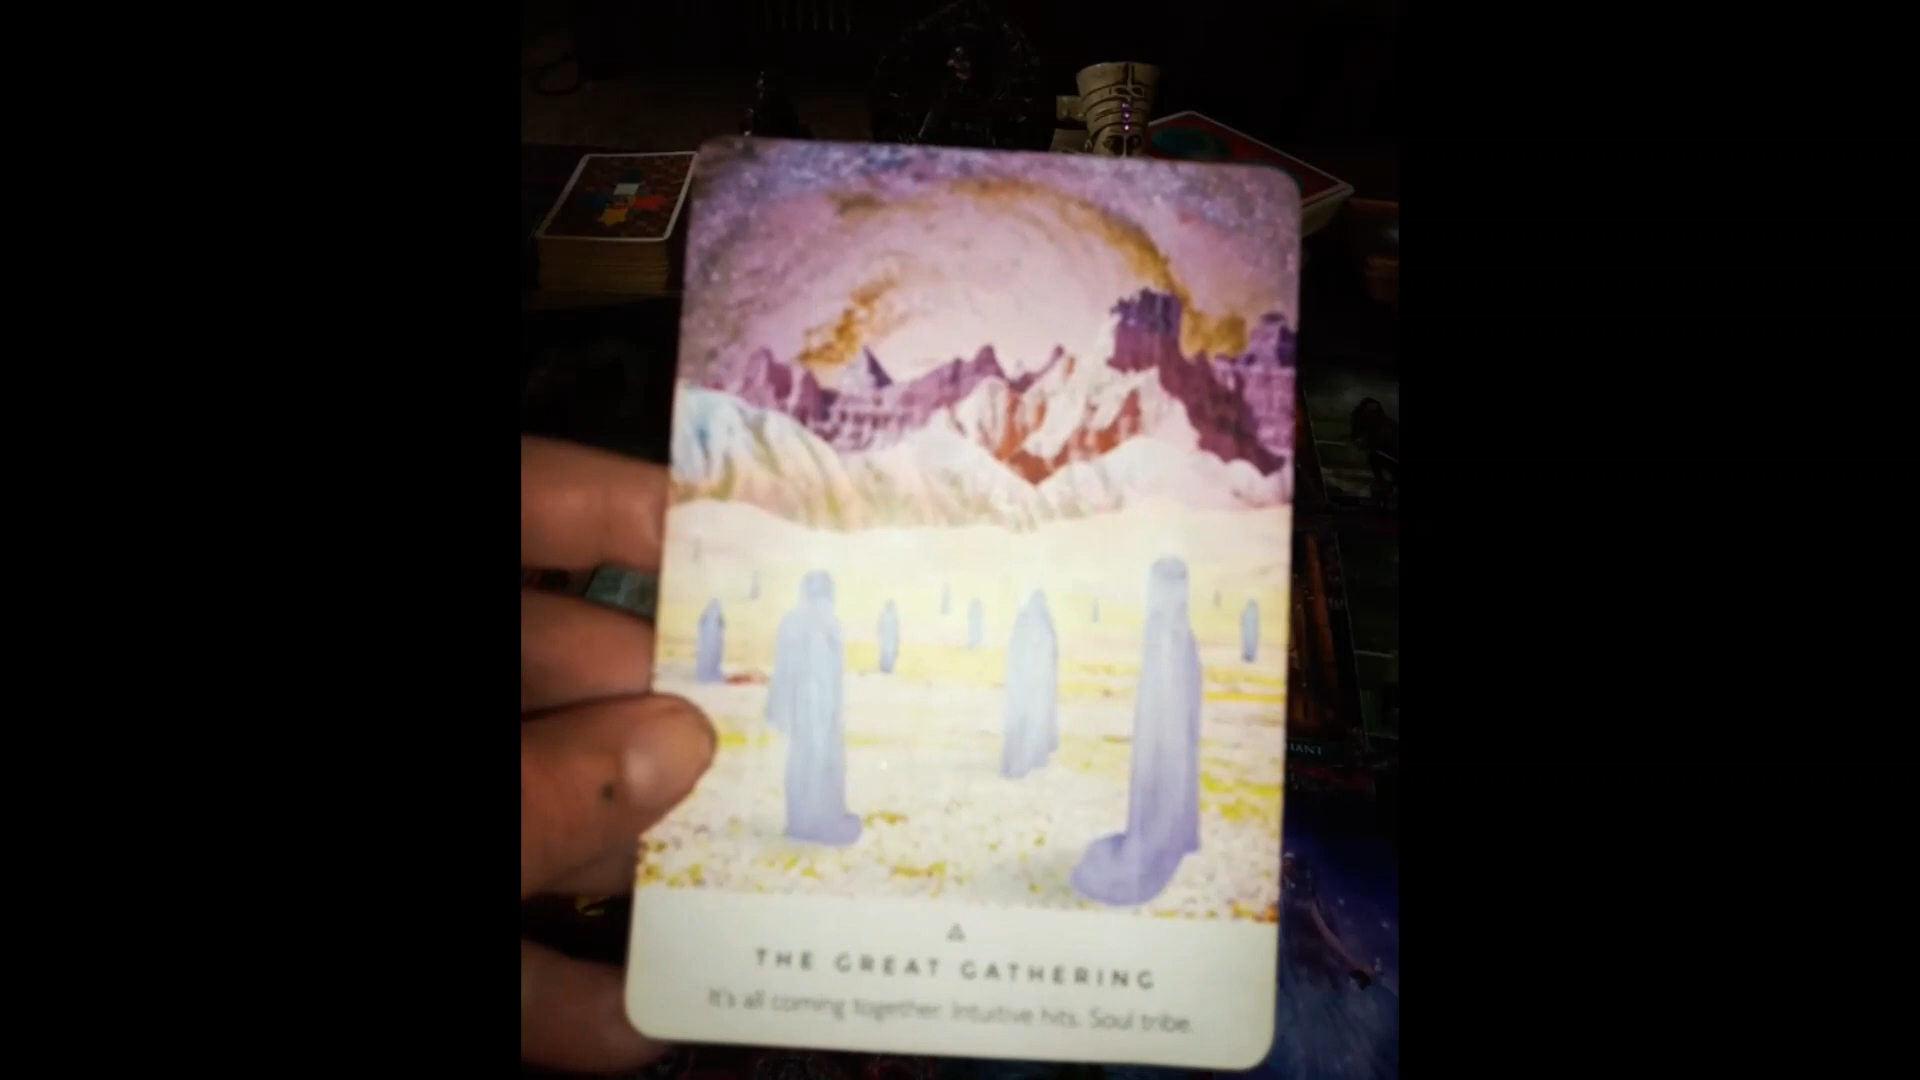 THE GREAT GATHERING
It's all coming together. Intuitive hits. Soul tribe.